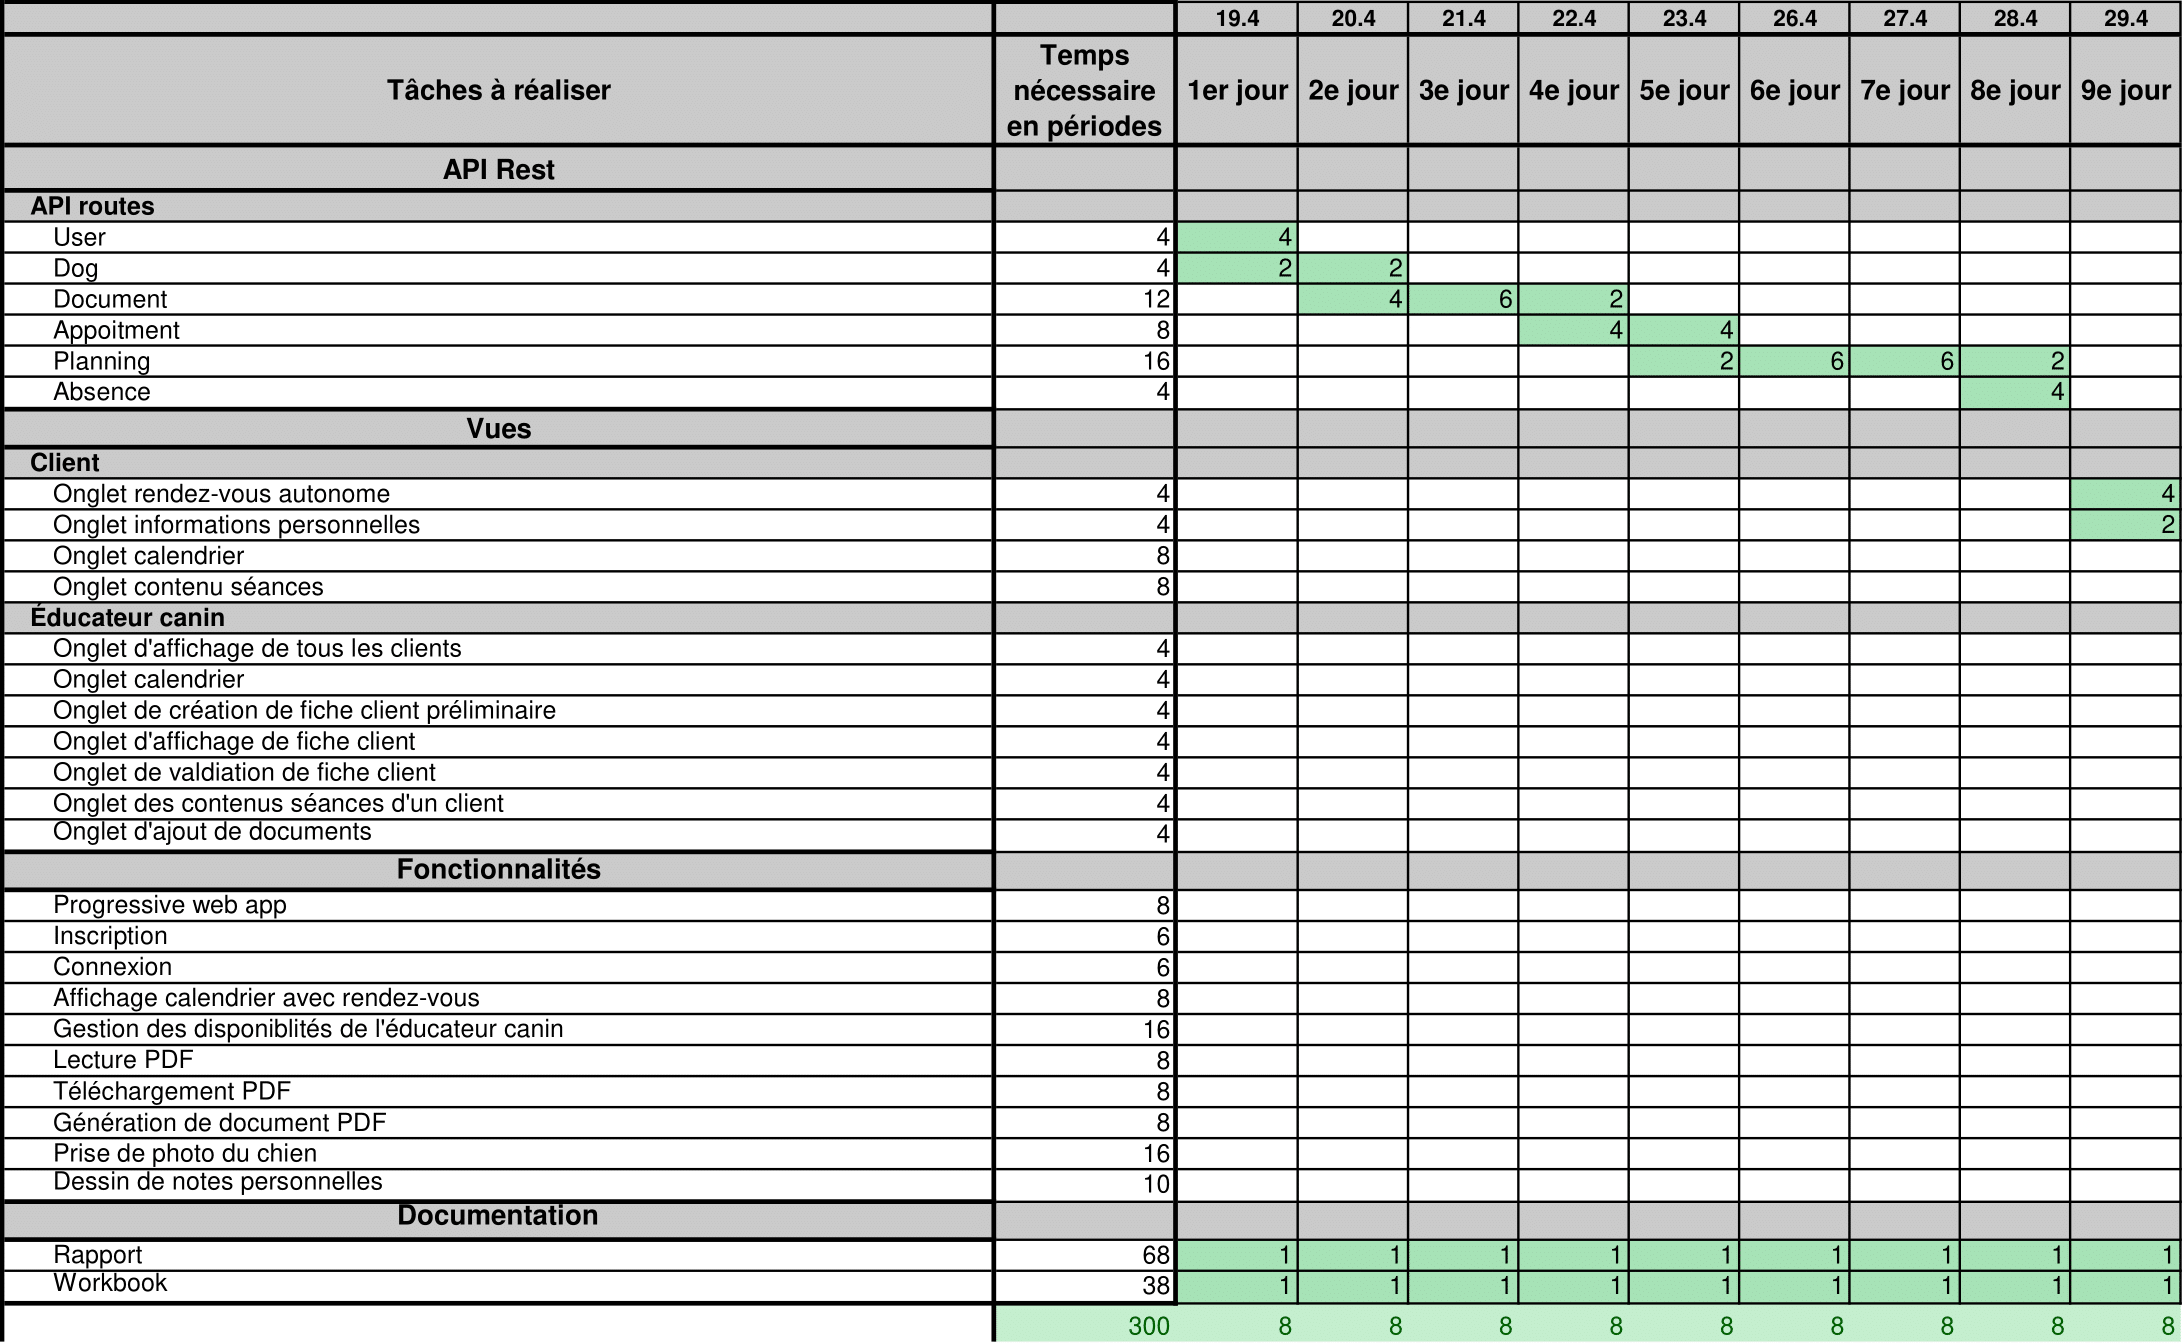 19.4 20.4 21.4 22.4 23.4 26.4 27.4 28.4 29.4
Tâches à réaliser Temps nécessaire en périodes 1er jour 2e jour 3e jour 4e jour 5e jour 6e jour 7e jour 8e jour 9e jour
API Rest
API routes
User 4 4
Dog 4 2 2
Document 12 4 6 2
Appoitment 8 4 4
Planning 16 2 6 6 2
Absence 4 4
Vues
Client
Onglet rendez-vous autonome 4 4
Onglet informations personnelles 4 2
Onglet calendrier 8
Onglet contenu séances 8
Éducateur canin
Onglet d'affichage de tous les clients 4
Onglet calendrier 4
Onglet de création de fiche client préliminaire 4
Onglet d'affichage de fiche client 4
Onglet de valdiation de fiche client 4
Onglet des contenus séances d'un client 4
Onglet d'ajout de documents 4
Fonctionnalités
Progressive web app 8
Inscription 6
Connexion 6
Affichage calendrier avec rendez-vous 8
Gestion des disponiblités de l'éducateur canin 16
Lecture PDF 8
Téléchargement PDF 8
Génération de document PDF 8
Prise de photo du chien 16
Dessin de notes personnelles 10
Documentation
Rapport 68 1 1 1 1 1 1 1 1 1
Workbook 38 1 1 1 1 1 1 1 1 1
300 8 8 8 8 8 8 8 8 8